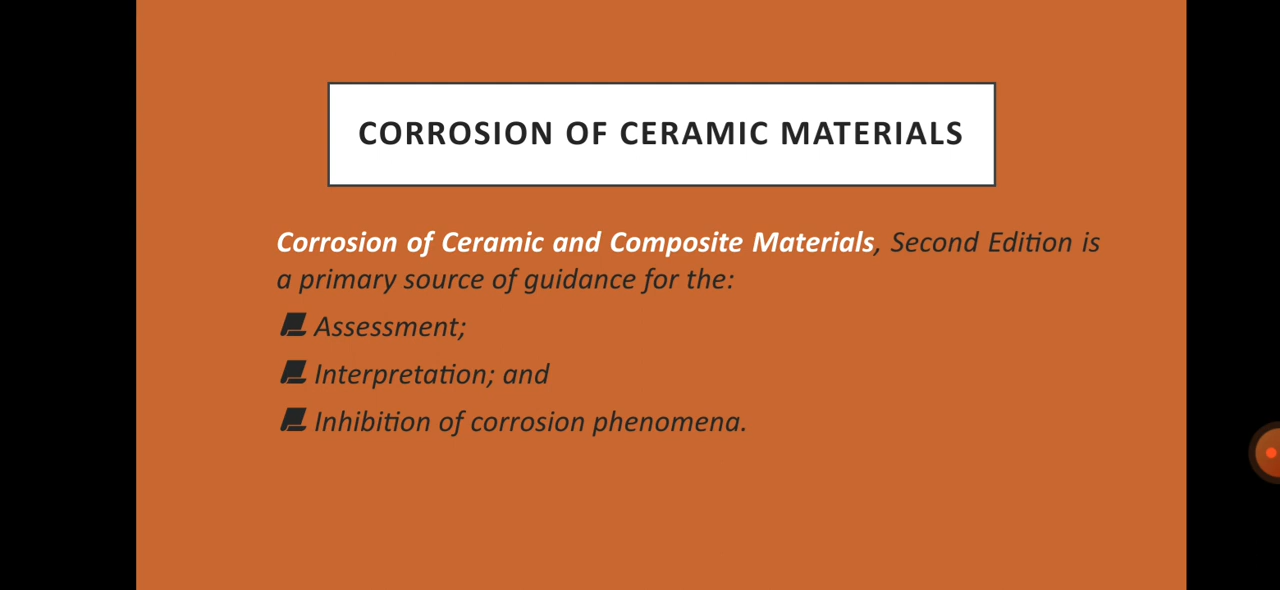 CORROSION OF CERAMIC MATERIALS
Corrosion of Ceramic and Composite Materials, Second Edition is
a primary source of guidance for the:
Assessment;
Interpretation; and
Inhibition of corrosion phenomena.